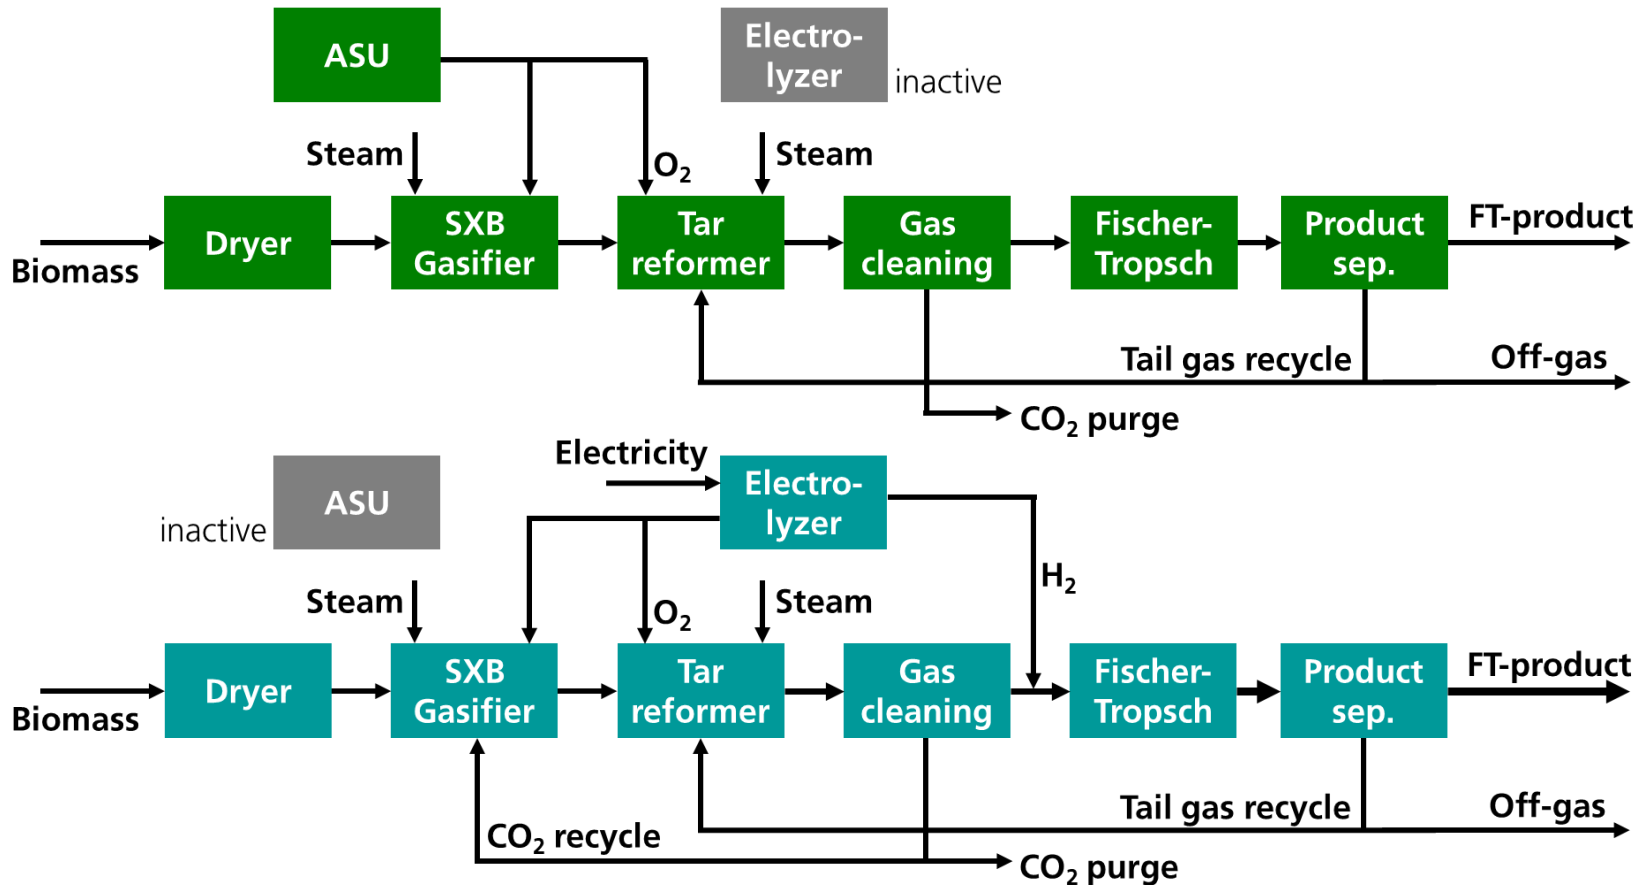 ASU
Electro-
lyzer
inactive
Steam
O₂
Steam
Biomass
Dryer
SXB
Gasifier
Tar
reformer
Gas
cleaning
Fischer-
Tropsch
Product
sep.
FT-product
Tail gas recycle
Off-gas
CO₂ purge
Electricity
inactive
ASU
Electro-
lyzer
Steam
O₂
Steam
H₂
Biomass
Dryer
SXB
Gasifier
Tar
reformer
Gas
cleaning
Fischer-
Tropsch
Product
sep.
FT-product
Tail gas recycle
Off-gas
CO₂ recycle
CO₂ purge